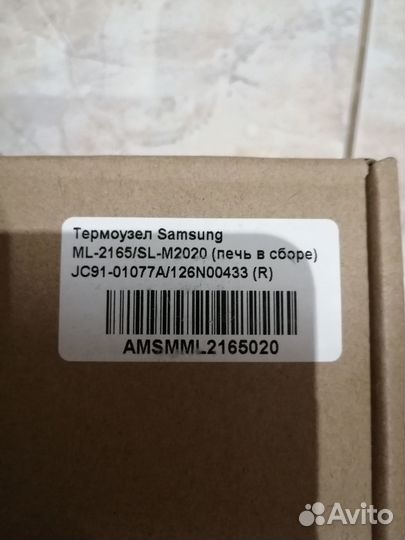 Термоузел Samsung
ML-2165/SL-M2020 (печь в сборе)
JC91-01077A/126N00433 (R)
AMSMML2165020
Avito